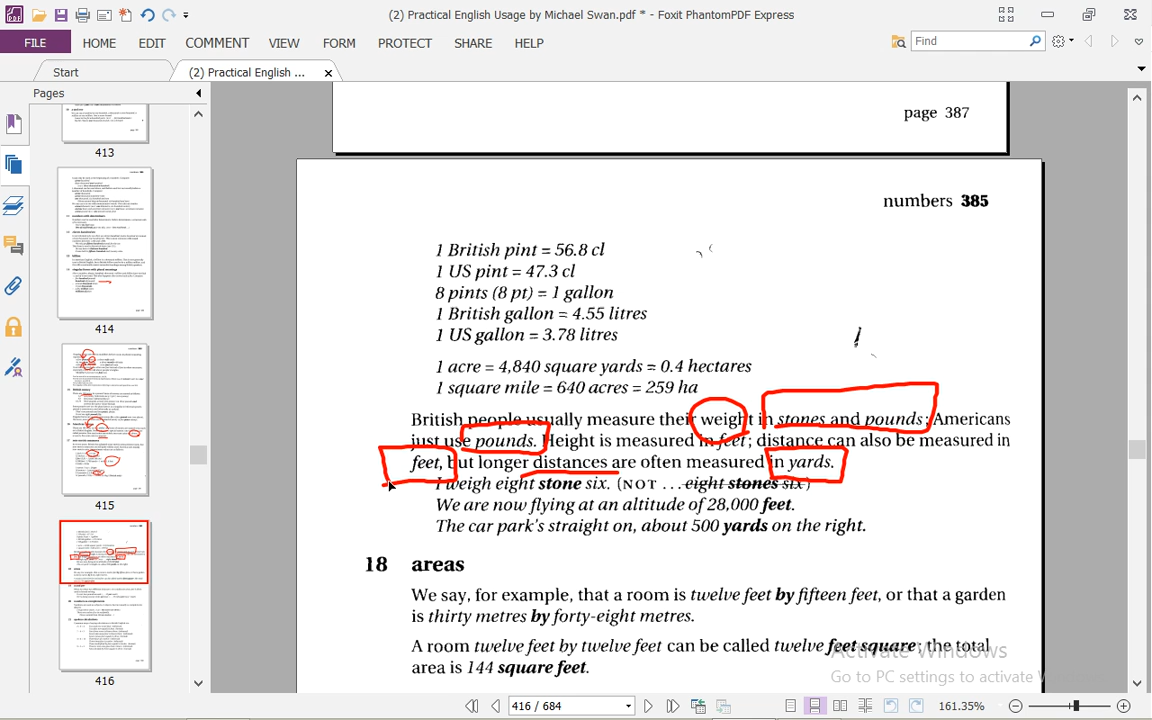 (2) Practical English Usage by Michael Swan.pdf * - Foxit PhantomPDF Express
FILE HOME EDIT COMMENT VIEW FORM PROTECT SHARE HELP
Find
Start
(2) Practical English ...
Pages
413
414
415
416
page 387
numbers 385
1 British pint = 56.8 cl
1 US pint = 47.3 cl
8 pints (8 pt) = 1 gallon
1 British gallon = 4.55 litres
1 US gallon = 3.78 litres
1 acre = 4,840 square yards = 0.4 hectares
1 square mile = 640 acres = 259 ha
British people usually measure their weight in stones and pounds; Americans
just use pounds. Height is measured in feet; distance can also be measured in
feet, but longer distances are often measured in yards.
I weigh eight stone six. (NOT ... eight stones six)
We are now flying at an altitude of 28,000 feet.
The car park's straight on, about 500 yards on the right.
18 areas
We say, for example, that a room is twelve feet by fifteen feet, or that a garden
is thirty metres by forty-eight metres.
A room twelve feet by twelve feet can be called twelve feet square; the total
area is 144 square feet.
Activate Windows
Go to PC settings to activate
416 / 684
161.35%